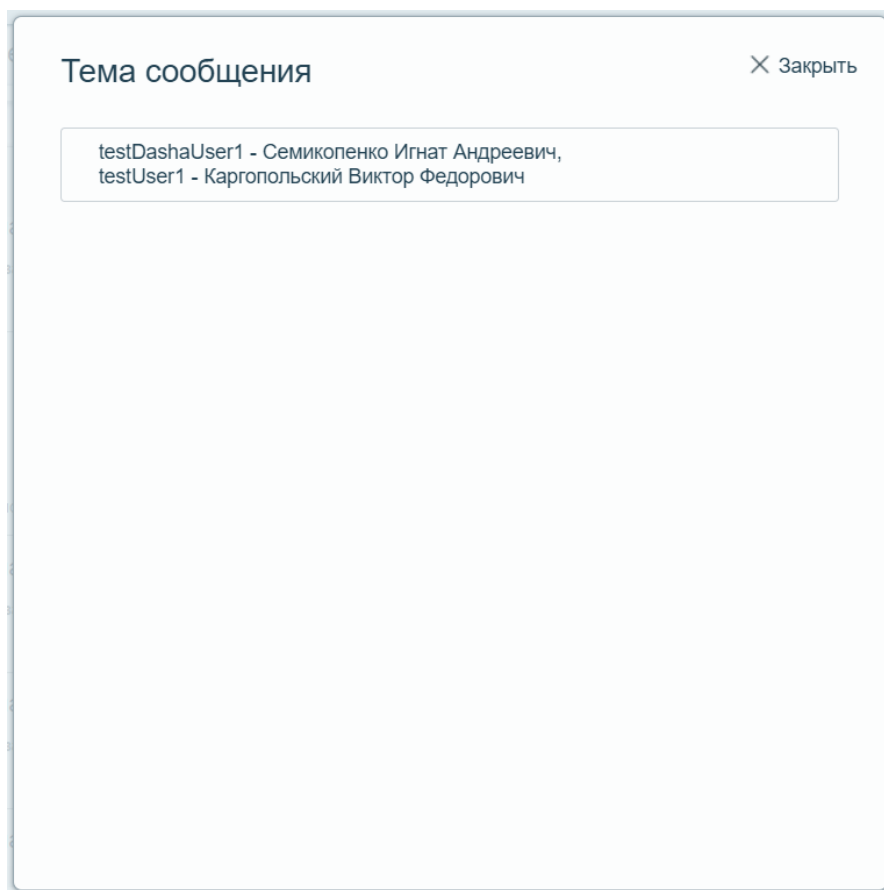 Тема сообщения
Закрыть
testDashaUser1 - Семикопенко Игнат Андреевич,
testUser1 - Каргопольский Виктор Федорович